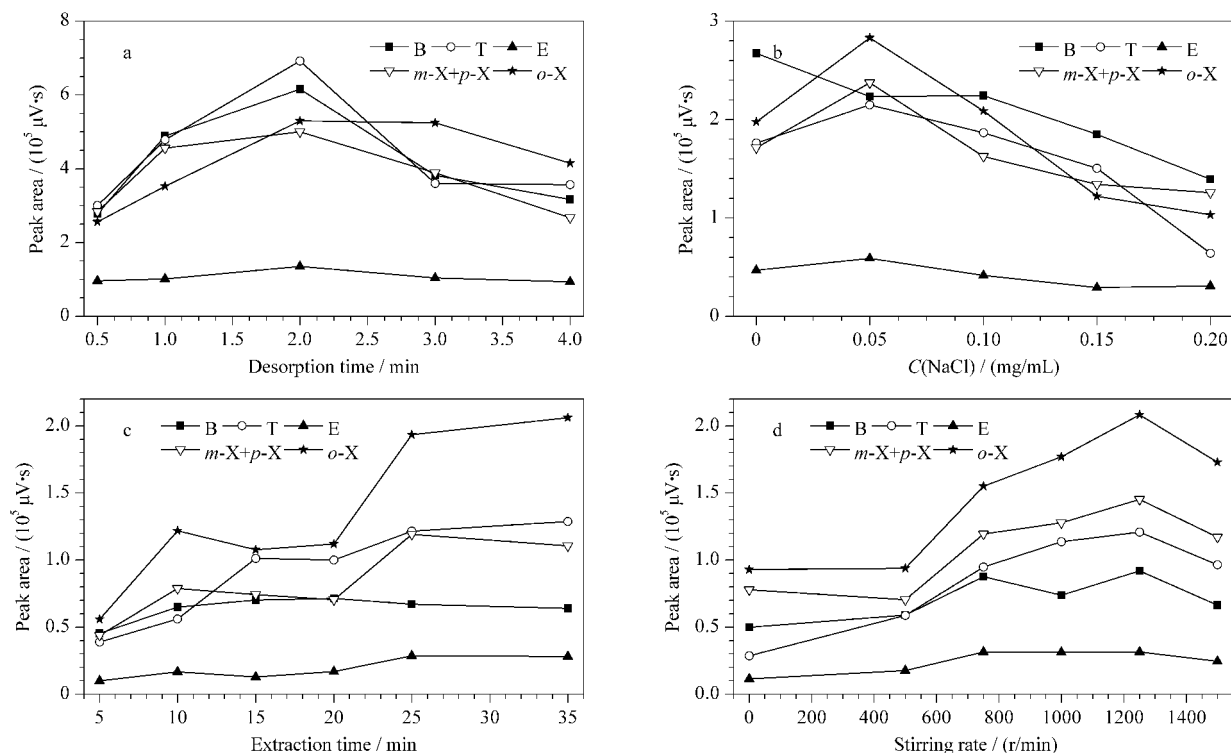 a
B T E
m-X+p-X o-X
8
6
4
2
0
Peak area / (10⁵ μV·s)
0.5 1.0 1.5 2.0 2.5 3.0 3.5 4.0
Desorption time / min
b
B T E
m-X+p-X o-X
3
2
1
0
Peak area / (10⁵ μV·s)
0 0.05 0.10 0.15 0.20
C(NaCl) / (mg/mL)
c
B T E
m-X+p-X o-X
2.0
1.5
1.0
0.5
0
Peak area / (10⁵ μV·s)
5 10 15 20 25 30 35
Extraction time / min
d
B T E
m-X+p-X o-X
2.0
1.5
1.0
0.5
0.0
Peak area / (10⁵ μV·s)
0 200 400 600 800 1000 1200 1400
Stirring rate / (r/min)